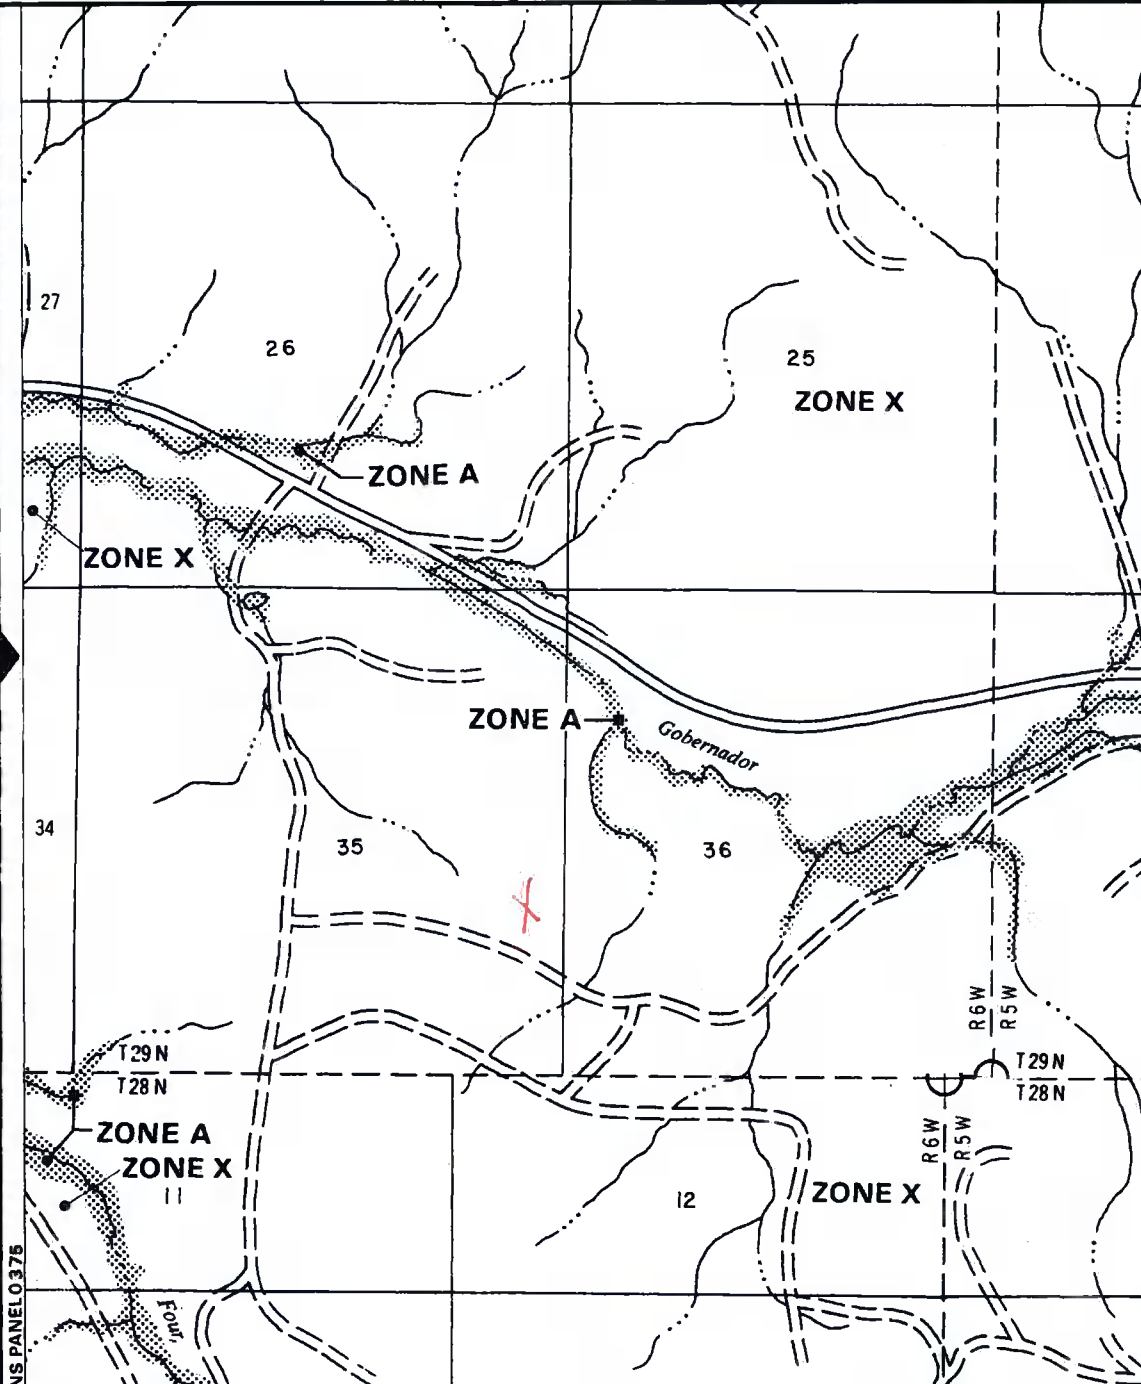 27
26
25
ZONE X
ZONE A
ZONE X
ZONE A
Gobernador
34
35
36
R6W
R5W
T29N
T28N
T29N
T28N
ZONE A
ZONE X
11
R6W
R5W
12
ZONE X
NS PANEL 0375
Four,